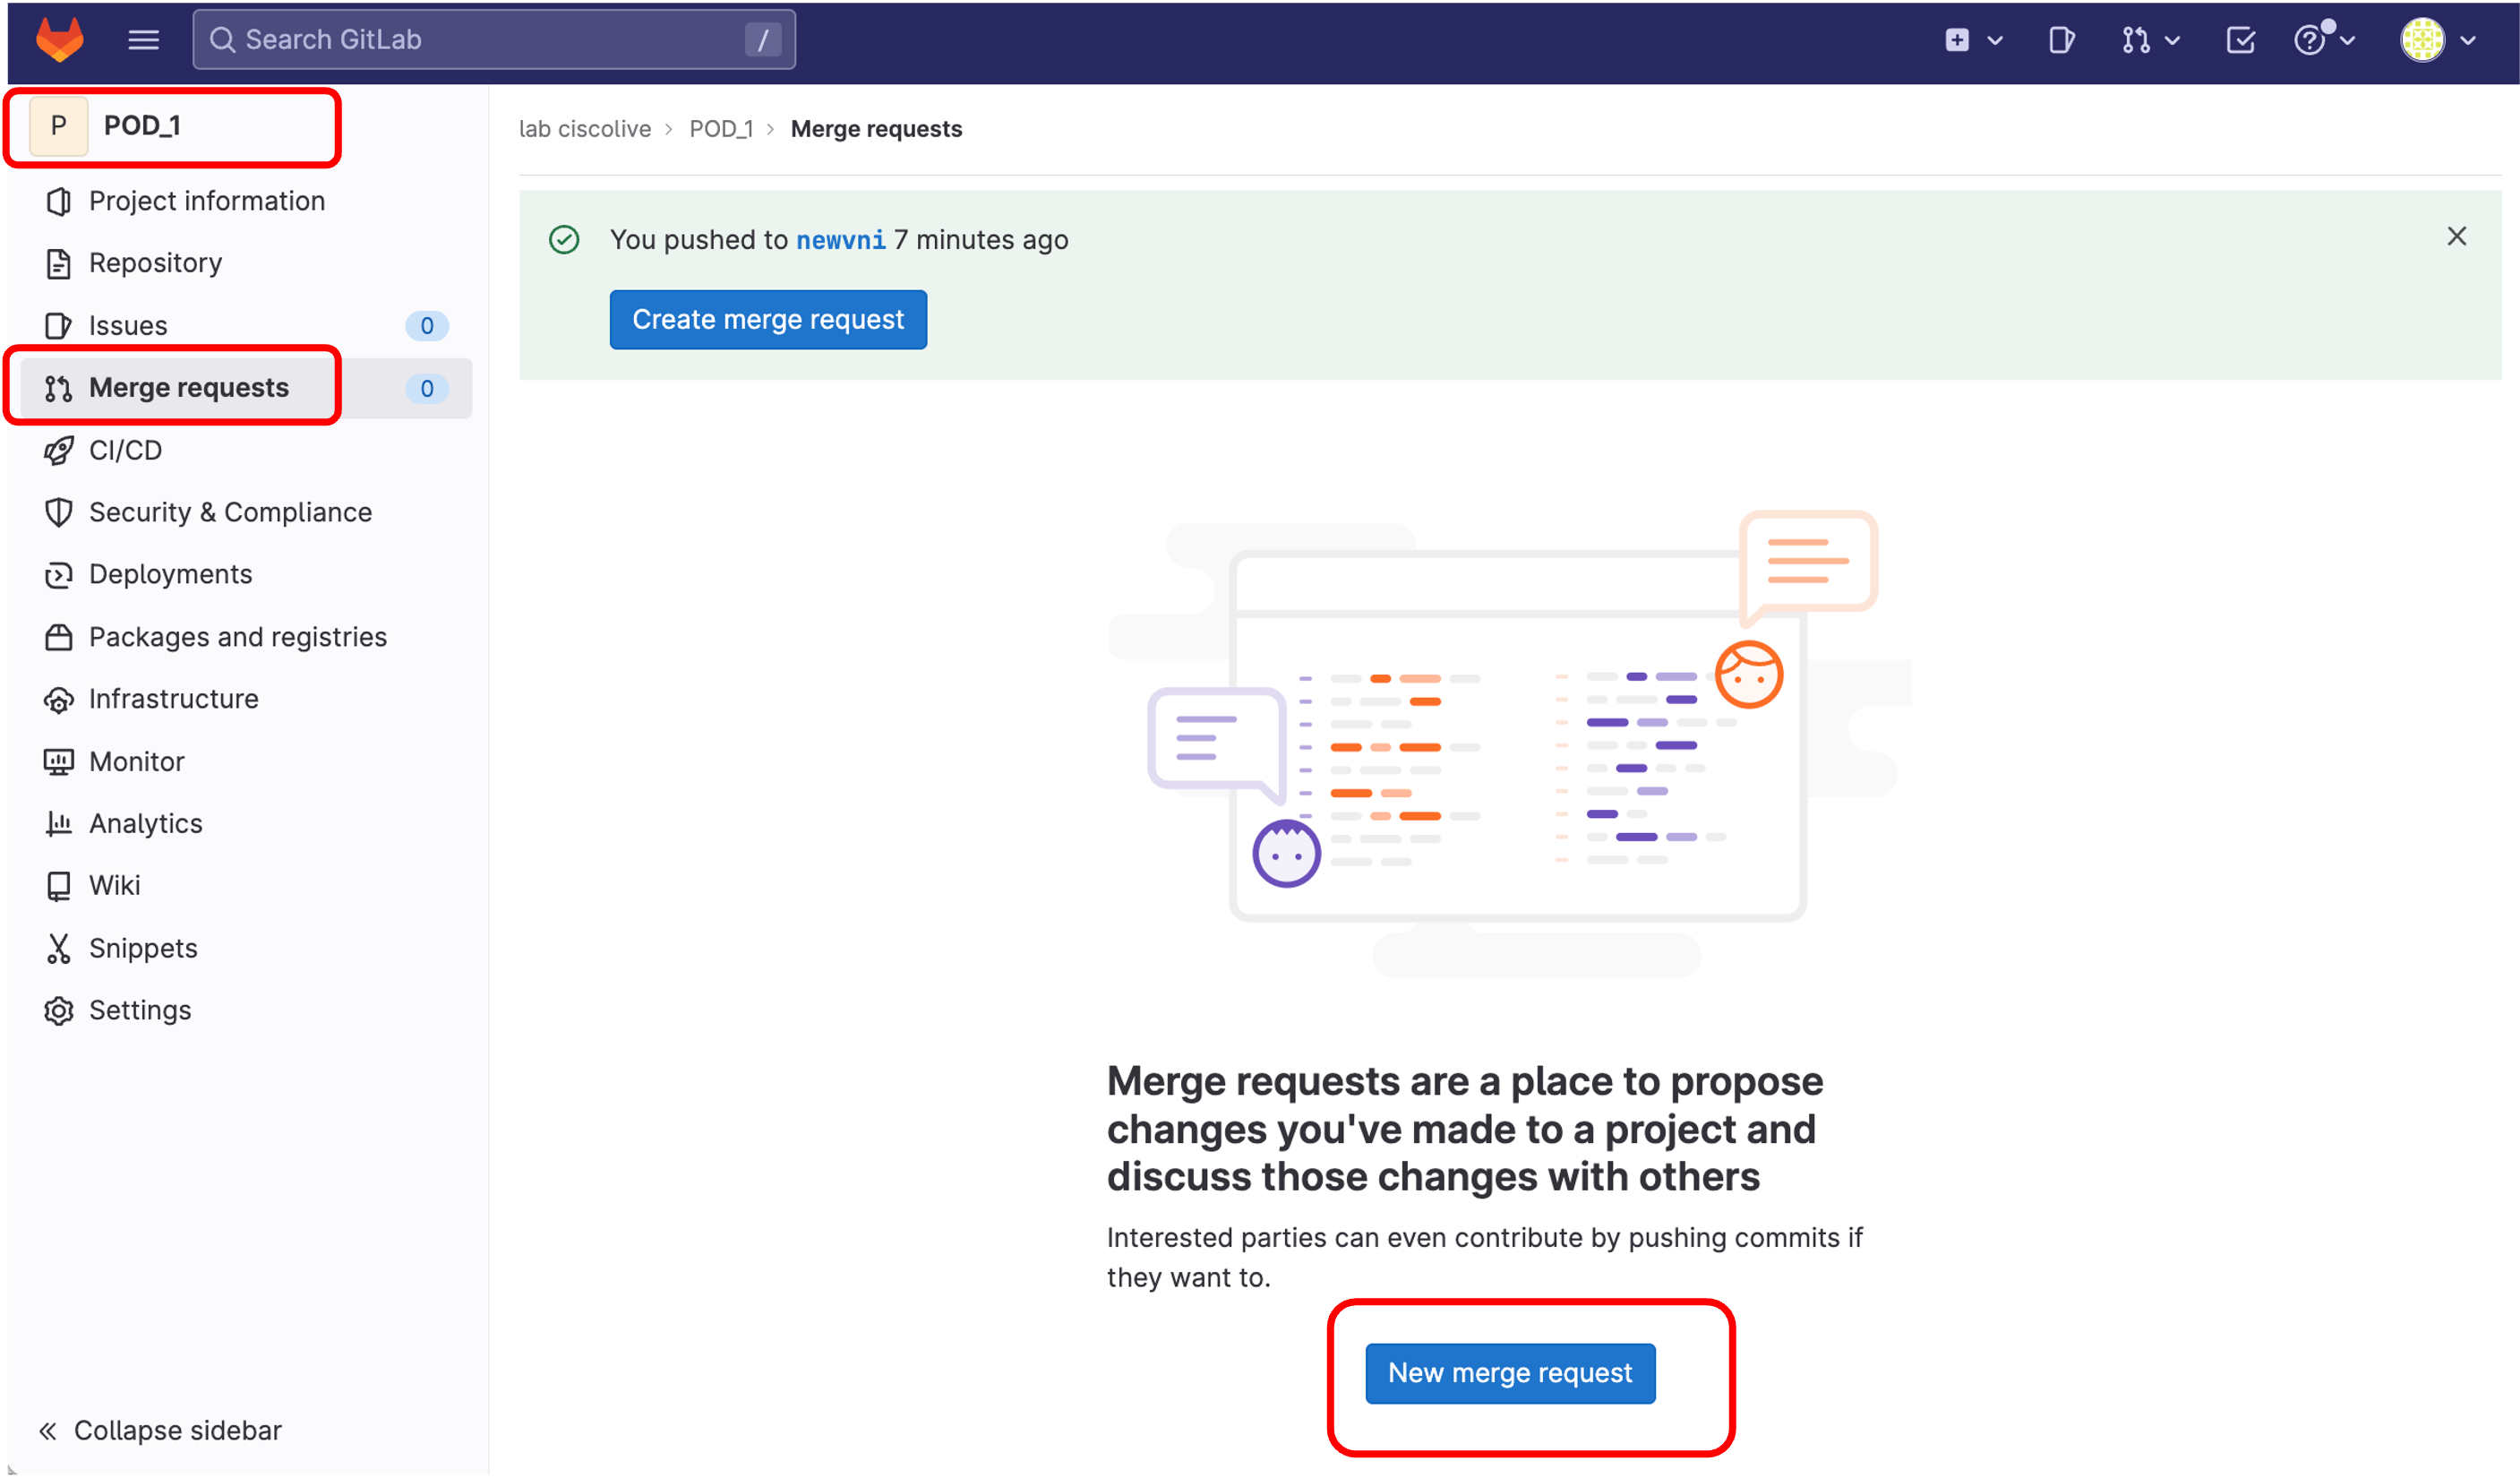 Search GitLab /
P POD_1
Project information
Repository
Issues 0
Merge requests 0
CI/CD
Security & Compliance
Deployments
Packages and registries
Infrastructure
Monitor
Analytics
Wiki
Snippets
Settings
Collapse sidebar
lab ciscolive > POD_1 > Merge requests
You pushed to newvni 7 minutes ago
Create merge request
Merge requests are a place to propose
changes you've made to a project and
discuss those changes with others
Interested parties can even contribute by pushing commits if
they want to.
New merge request